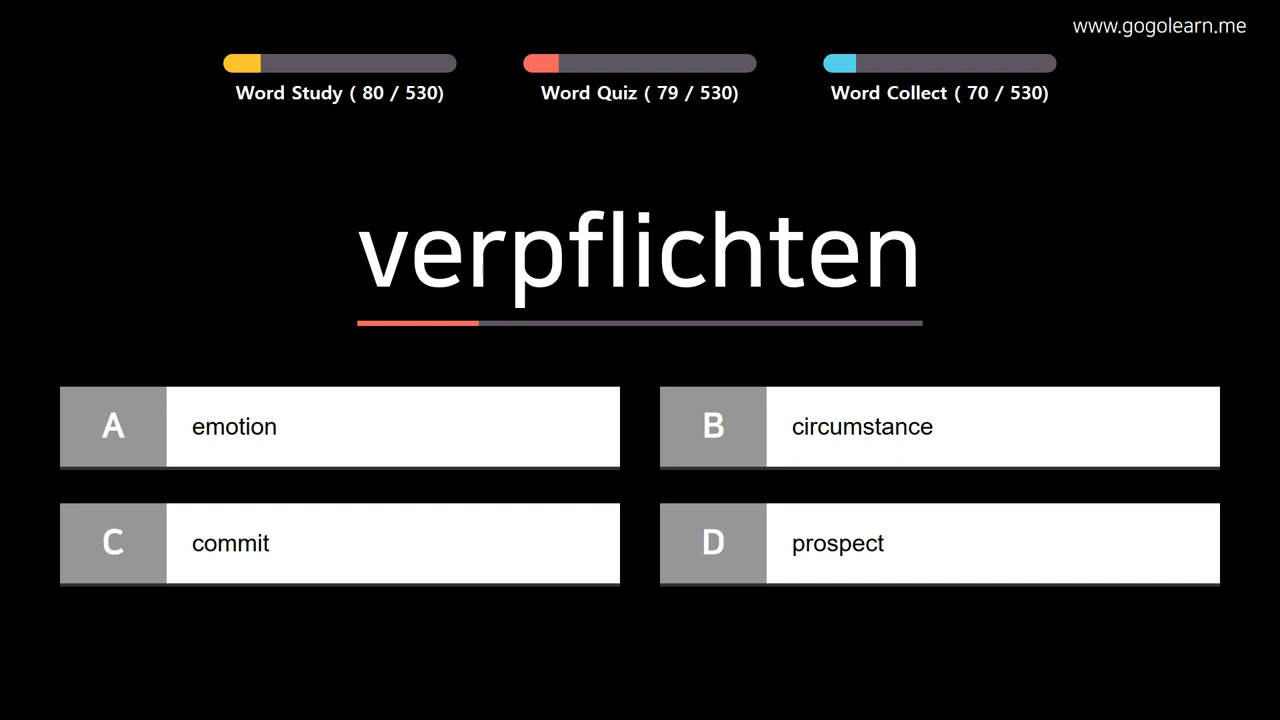 www.gogolearn.me
Word Study ( 80 / 530)
Word Quiz ( 79 / 530)
Word Collect ( 70 / 530)
verpflichten
A emotion
B circumstance
C commit
D prospect